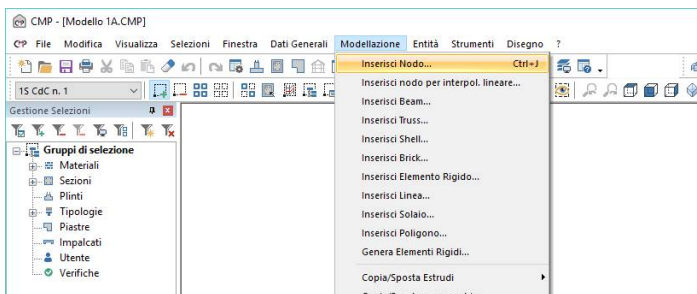 CMP - [Modello 1A.CMP]
File Modifica Visualizza Selezioni Finestra Dati Generali Modellazione Entità Strumenti Disegno ?
Inserisci Nodo... Ctrl+J
1S CdC n. 1
Inserisci nodo per interpol. lineare...
Gestione Selezioni
Inserisci Beam...
Inserisci Truss...
Inserisci Shell...
Gruppi di selezione
Inserisci Brick...
Materiali
Inserisci Elemento Rigido...
Sezioni
Inserisci Linea...
Plinti
Inserisci Solaio...
Tipologie
Inserisci Poligono...
Piastre
Impalcati
Genera Elementi Rigidi...
Utente
Verifiche
Copia/Sposta Estrudi